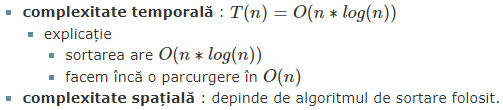 complexitate temporală : T(n) = O(n * log(n))
explicație
sortarea are O(n * log(n))
facem încă o parcurgere în O(n)
complexitate spațială : depinde de algoritmul de sortare folosit.